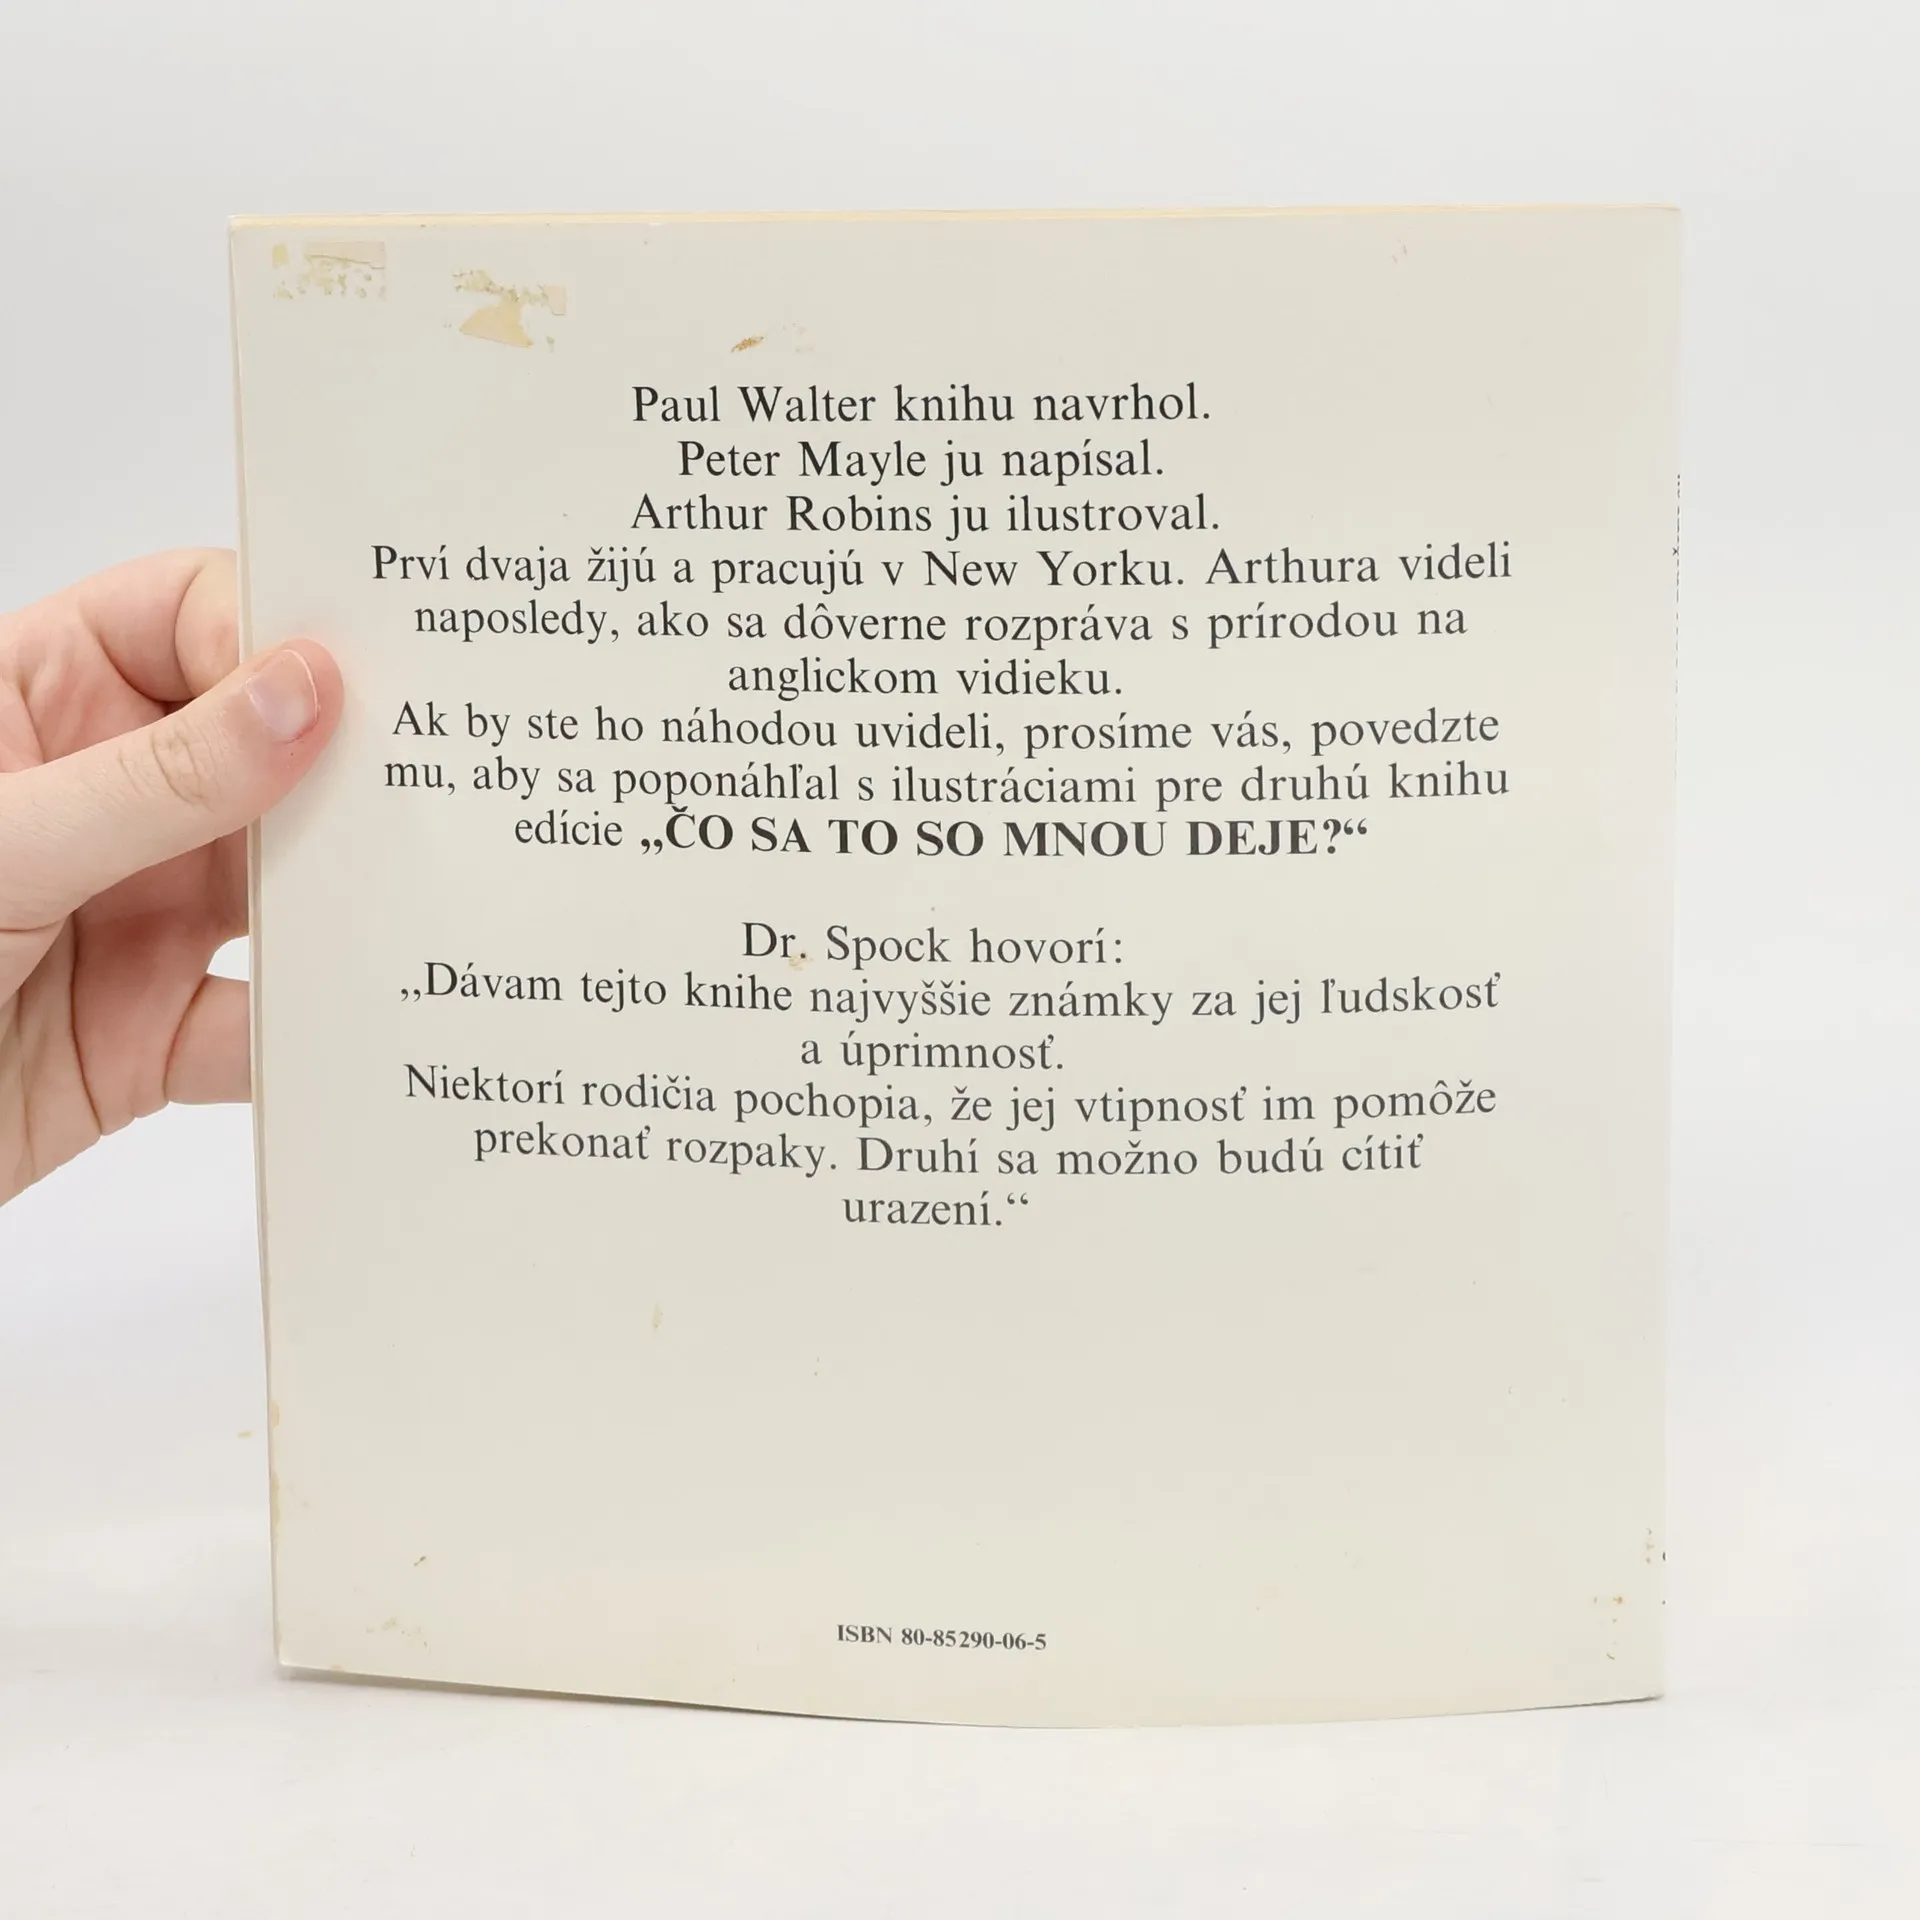 Paul Walter knihu navrhol.
Peter Mayle ju napísal.
Arthur Robins ju ilustroval.
Prví dvaja žijú a pracujú v New Yorku. Arthura videli
naposledy, ako sa dôverne rozpráva s prírodou na
anglickom vidieku.
Ak by ste ho náhodou uvideli, prosíme vás, povedzte
mu, aby sa poponáhľal s ilustráciami pre druhú knihu
edície „ČO SA TO SO MNOU DEJE?“
Dr. Spock hovorí:
„Dávam tejto knihe najvyššie známky za jej ľudskosť
a úprimnosť.
Niektorí rodičia pochopia, že jej vtipnosť im pomôže
prekonať rozpaky. Druhí sa možno budú cítiť
urazení.“
ISBN 80-85290-06-5